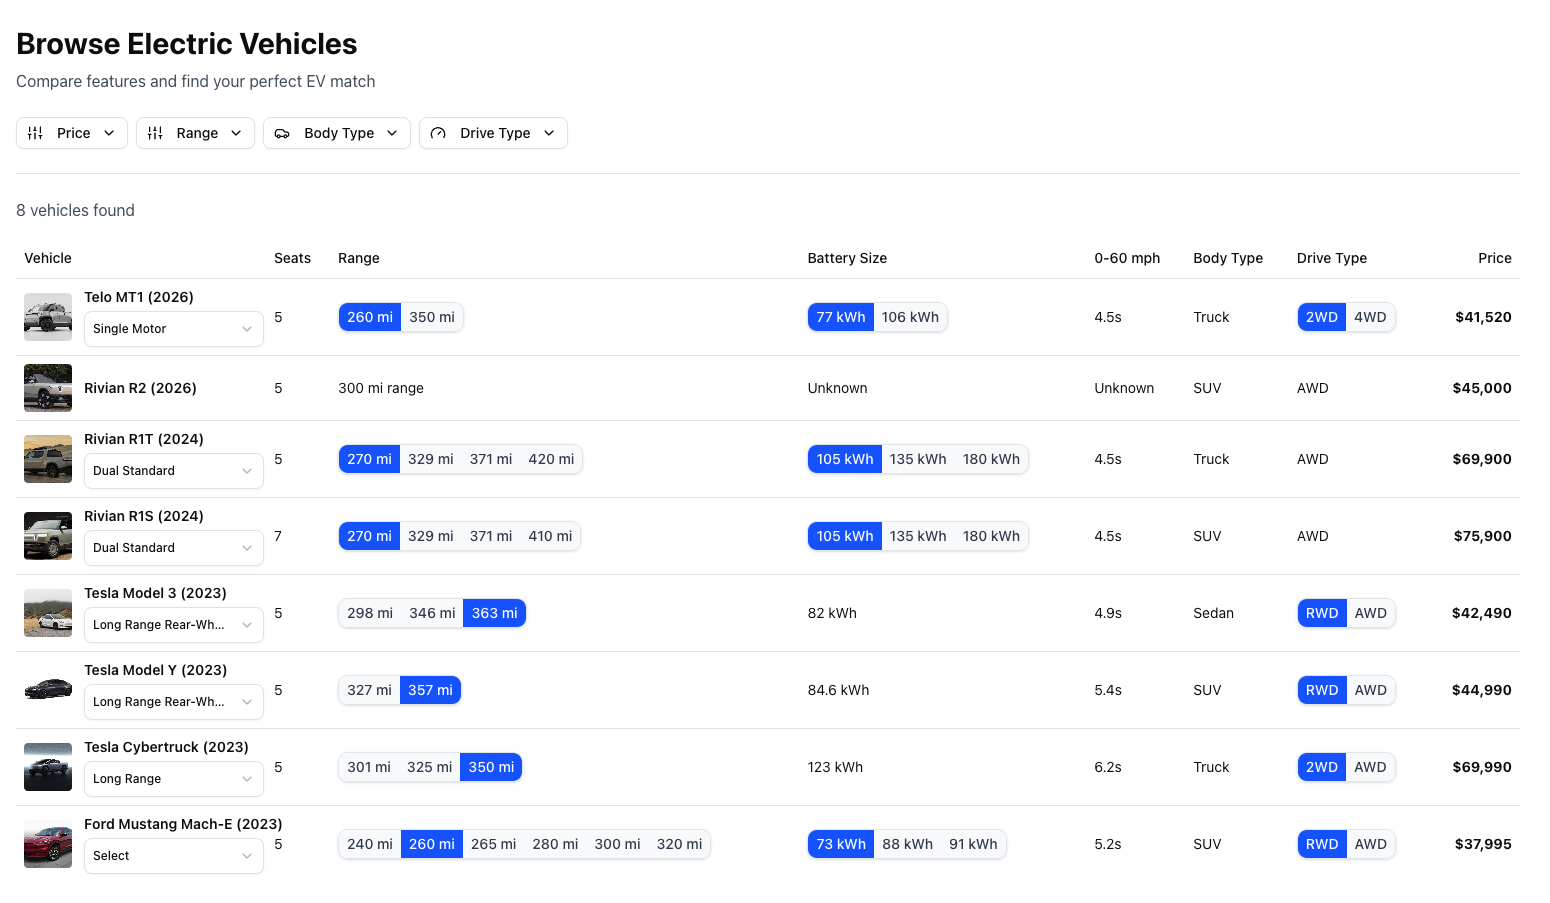 Browse Electric Vehicles
Compare features and find your perfect EV match
Price Range Body Type Drive Type
8 vehicles found
Vehicle Seats Range Battery Size 0-60 mph Body Type Drive Type Price
Telo MT1 (2026)
Single Motor 5 260 mi 350 mi 77 kWh 106 kWh 4.5s Truck 2WD 4WD $41,520
Rivian R2 (2026) 5 300 mi range Unknown Unknown SUV AWD $45,000
Rivian R1T (2024)
Dual Standard 5 270 mi 329 mi 371 mi 420 mi 105 kWh 135 kWh 180 kWh 4.5s Truck AWD $69,900
Rivian R1S (2024)
Dual Standard 7 270 mi 329 mi 371 mi 410 mi 105 kWh 135 kWh 180 kWh 4.5s SUV AWD $75,900
Tesla Model 3 (2023)
Long Range Rear-Wh... 5 298 mi 346 mi 363 mi 82 kWh 4.9s Sedan RWD AWD $42,490
Tesla Model Y (2023)
Long Range Rear-Wh... 5 327 mi 357 mi 84.6 kWh 5.4s SUV RWD AWD $44,990
Tesla Cybertruck (2023)
Long Range 5 301 mi 325 mi 350 mi 123 kWh 6.2s Truck 2WD AWD $69,990
Ford Mustang Mach-E (2023)
Select 5 240 mi 260 mi 265 mi 280 mi 300 mi 320 mi 73 kWh 88 kWh 91 kWh 5.2s SUV RWD AWD $37,995